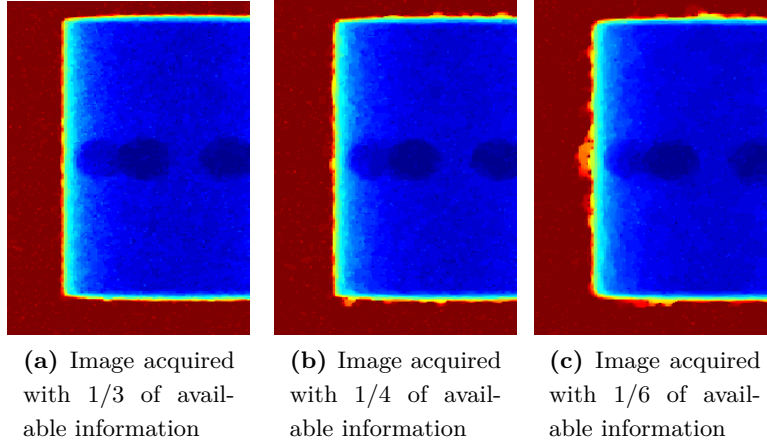 (a) Image acquired
with 1/3 of avail-
able information
(b) Image acquired
with 1/4 of avail-
able information
(c) Image acquired
with 1/6 of avail-
able information